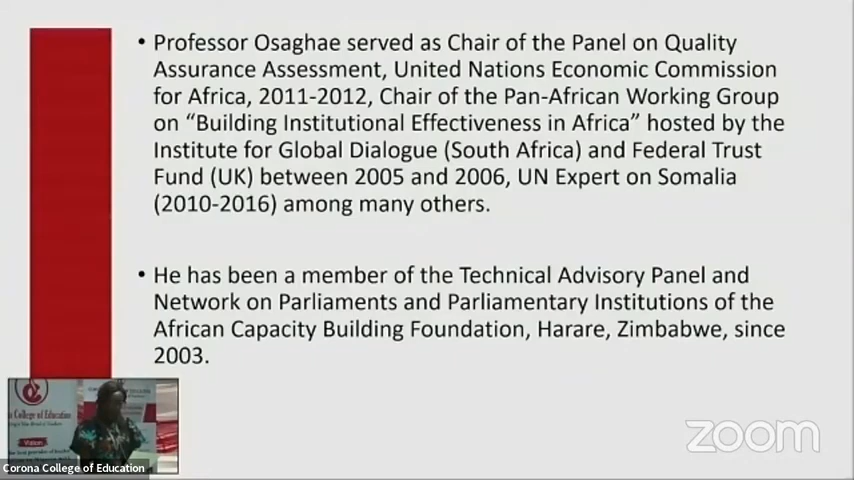 • Professor Osaghae served as Chair of the Panel on Quality
Assurance Assessment, United Nations Economic Commission
for Africa, 2011-2012, Chair of the Pan-African Working Group
on “Building Institutional Effectiveness in Africa” hosted by the
Institute for Global Dialogue (South Africa) and Federal Trust
Fund (UK) between 2005 and 2006, UN Expert on Somalia
(2010-2016) among many others.
• He has been a member of the Technical Advisory Panel and
Network on Parliaments and Parliamentary Institutions of the
African Capacity Building Foundation, Harare, Zimbabwe, since
2003.
College of Education
Vision
Corona College of Education
zoom